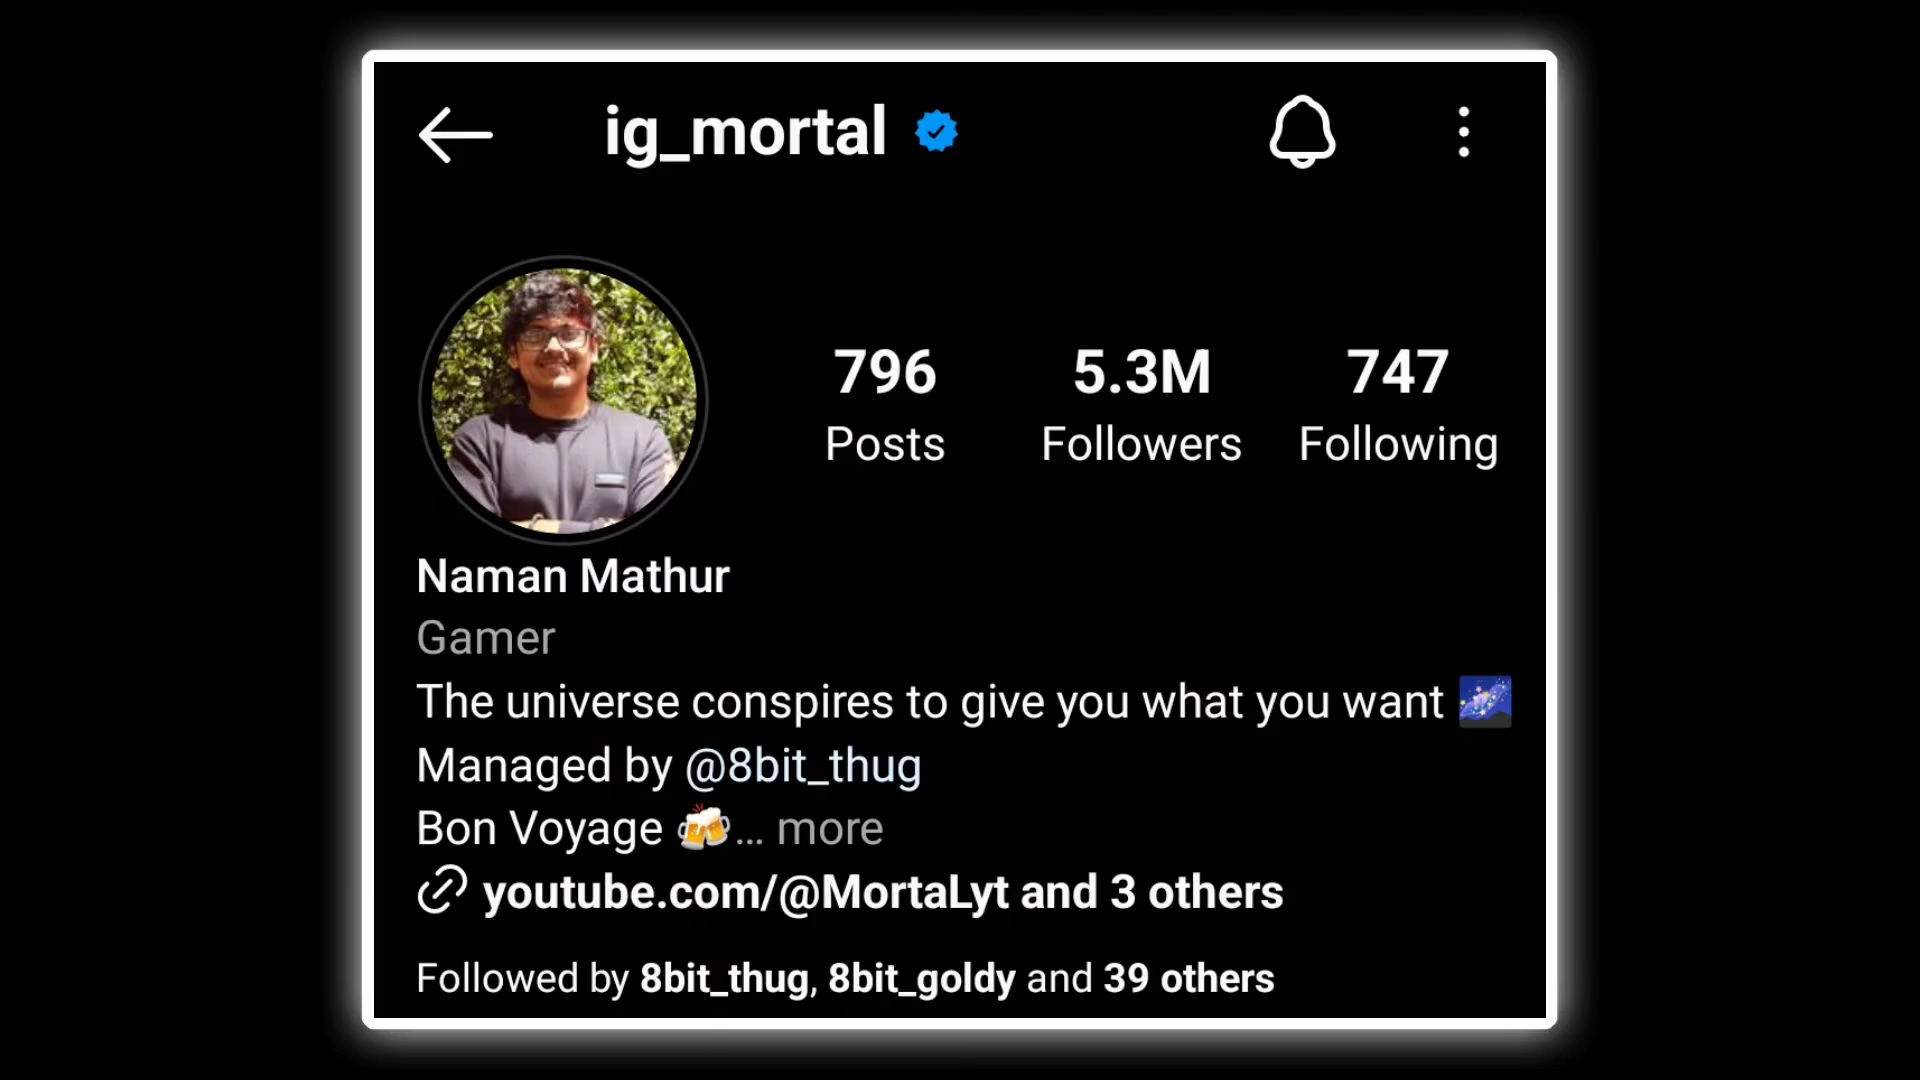 ig_mortal
796 5.3M 747
Posts Followers Following
Naman Mathur
Gamer
The universe conspires to give you what you want 🌌
Managed by @8bit_thug
Bon Voyage 🍻... more
youtube.com/@MortaLyt and 3 others
Followed by 8bit_thug, 8bit_goldy and 39 others